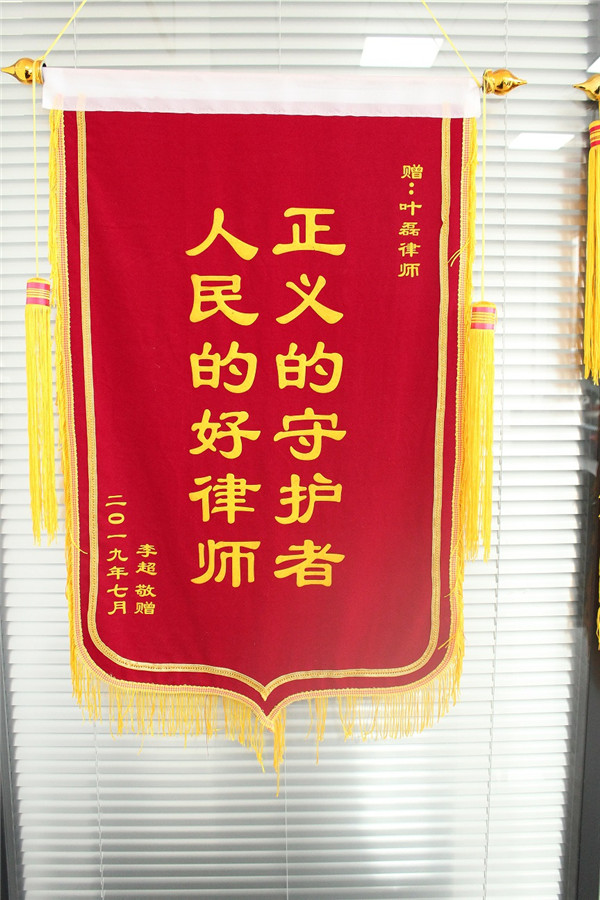 赠：叶磊律师
正义的守护者
人民的好律师
李超 敬赠
二〇一九年七月